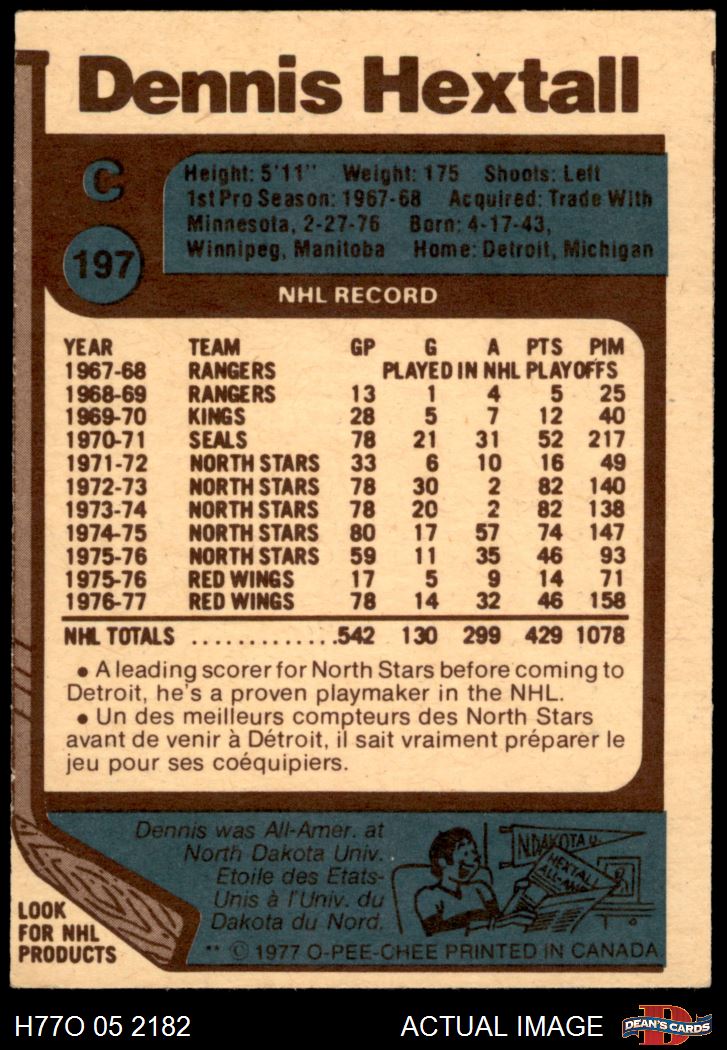 Dennis Hextall
C
197
Height: 5'11" Weight: 175 Shoots: Left
1st Pro Season: 1967-68 Acquired: Trade With
Minnesota, 2-27-76 Born: 4-17-43,
Winnipeg, Manitoba Home: Detroit, Michigan
NHL RECORD
YEAR TEAM GP G A PTS PIM
1967-68 RANGERS PLAYED IN NHL PLAYOFFS
1968-69 RANGERS 13 1 4 5 25
1969-70 KINGS 28 5 7 12 40
1970-71 SEALS 78 21 31 52 217
1971-72 NORTH STARS 33 6 10 16 49
1972-73 NORTH STARS 78 30 2 82 140
1973-74 NORTH STARS 78 20 2 82 138
1974-75 NORTH STARS 80 17 57 74 147
1975-76 NORTH STARS 59 11 35 46 93
1975-76 RED WINGS 17 5 9 14 71
1976-77 RED WINGS 78 14 32 46 158
NHL TOTALS ..............542 130 299 429 1078
• A leading scorer for North Stars before coming to
Detroit, he's a proven playmaker in the NHL.
• Un des meilleurs compteurs des North Stars
avant de venir à Détroit, il sait vraiment préparer le
jeu pour ses coéquipiers.
Dennis was All-Amer. at
North Dakota Univ.
Etoile des Etats-
Unis à l'Univ. du
Dakota du Nord.
N.DAKOTA U.
HEXTALL
ALL-AM
LOOK
FOR NHL
PRODUCTS
** © 1977 O-PEE-CHEE PRINTED IN CANADA
H77O 05 2182
ACTUAL IMAGE
D
DEAN'S CARDS